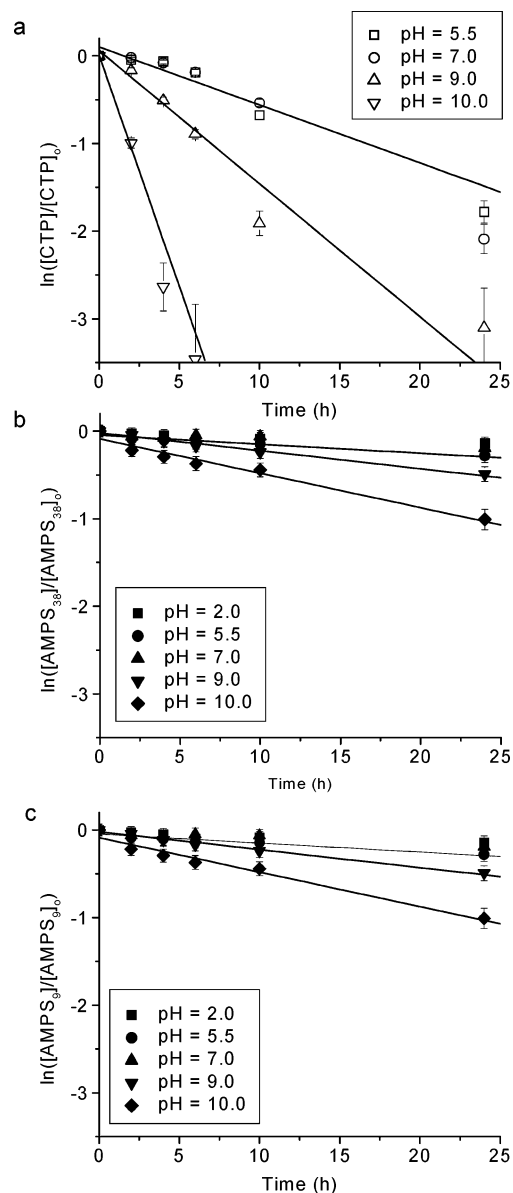 a
pH = 5.5
pH = 7.0
pH = 9.0
pH = 10.0
ln([CTP]/[CTP]o)
0
-1
-2
-3
0 5 10 15 20 25
Time (h)
b
ln([AMPS38]/[AMPS38]o)
0
-1
-2
-3
pH = 2.0
pH = 5.5
pH = 7.0
pH = 9.0
pH = 10.0
0 5 10 15 20 25
Time (h)
c
ln([AMPS9]/[AMPS9]o)
0
-1
-2
-3
pH = 2.0
pH = 5.5
pH = 7.0
pH = 9.0
pH = 10.0
0 5 10 15 20 25
Time (h)